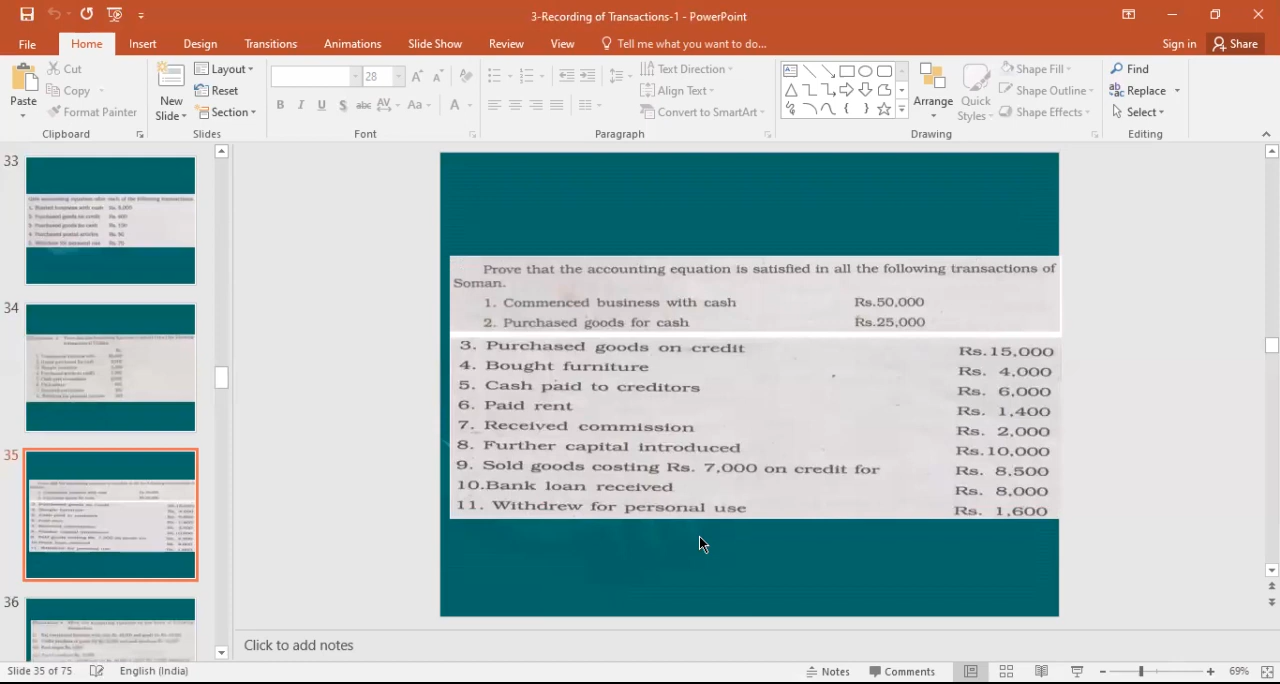 3-Recording of Transactions-1 - PowerPoint
File Home Insert Design Transitions Animations Slide Show Review View Tell me what you want to do... Sign in Share
Paste
Cut
Copy
Format Painter
Clipboard
New Slide
Layout
Reset
Section
Slides
28
B I U S abc AV Aa A
Font
Text Direction
Align Text
Convert to SmartArt
Paragraph
Arrange
Quick Styles
Shape Fill
Shape Outline
Shape Effects
Drawing
Find
Replace
Select
Editing
33
34
35
36
Prove that the accounting equation is satisfied in all the following transactions of
Soman.
1. Commenced business with cash Rs.50,000
2. Purchased goods for cash Rs.25,000
3. Purchased goods on credit Rs.15,000
4. Bought furniture Rs. 4,000
5. Cash paid to creditors Rs. 6,000
6. Paid rent Rs. 1,400
7. Received commission Rs. 2,000
8. Further capital introduced Rs.10,000
9. Sold goods costing Rs. 7,000 on credit for Rs. 8,500
10.Bank loan received Rs. 8,000
11. Withdrew for personal use Rs. 1,600
Click to add notes
Slide 35 of 75 English (India) Notes Comments 69%